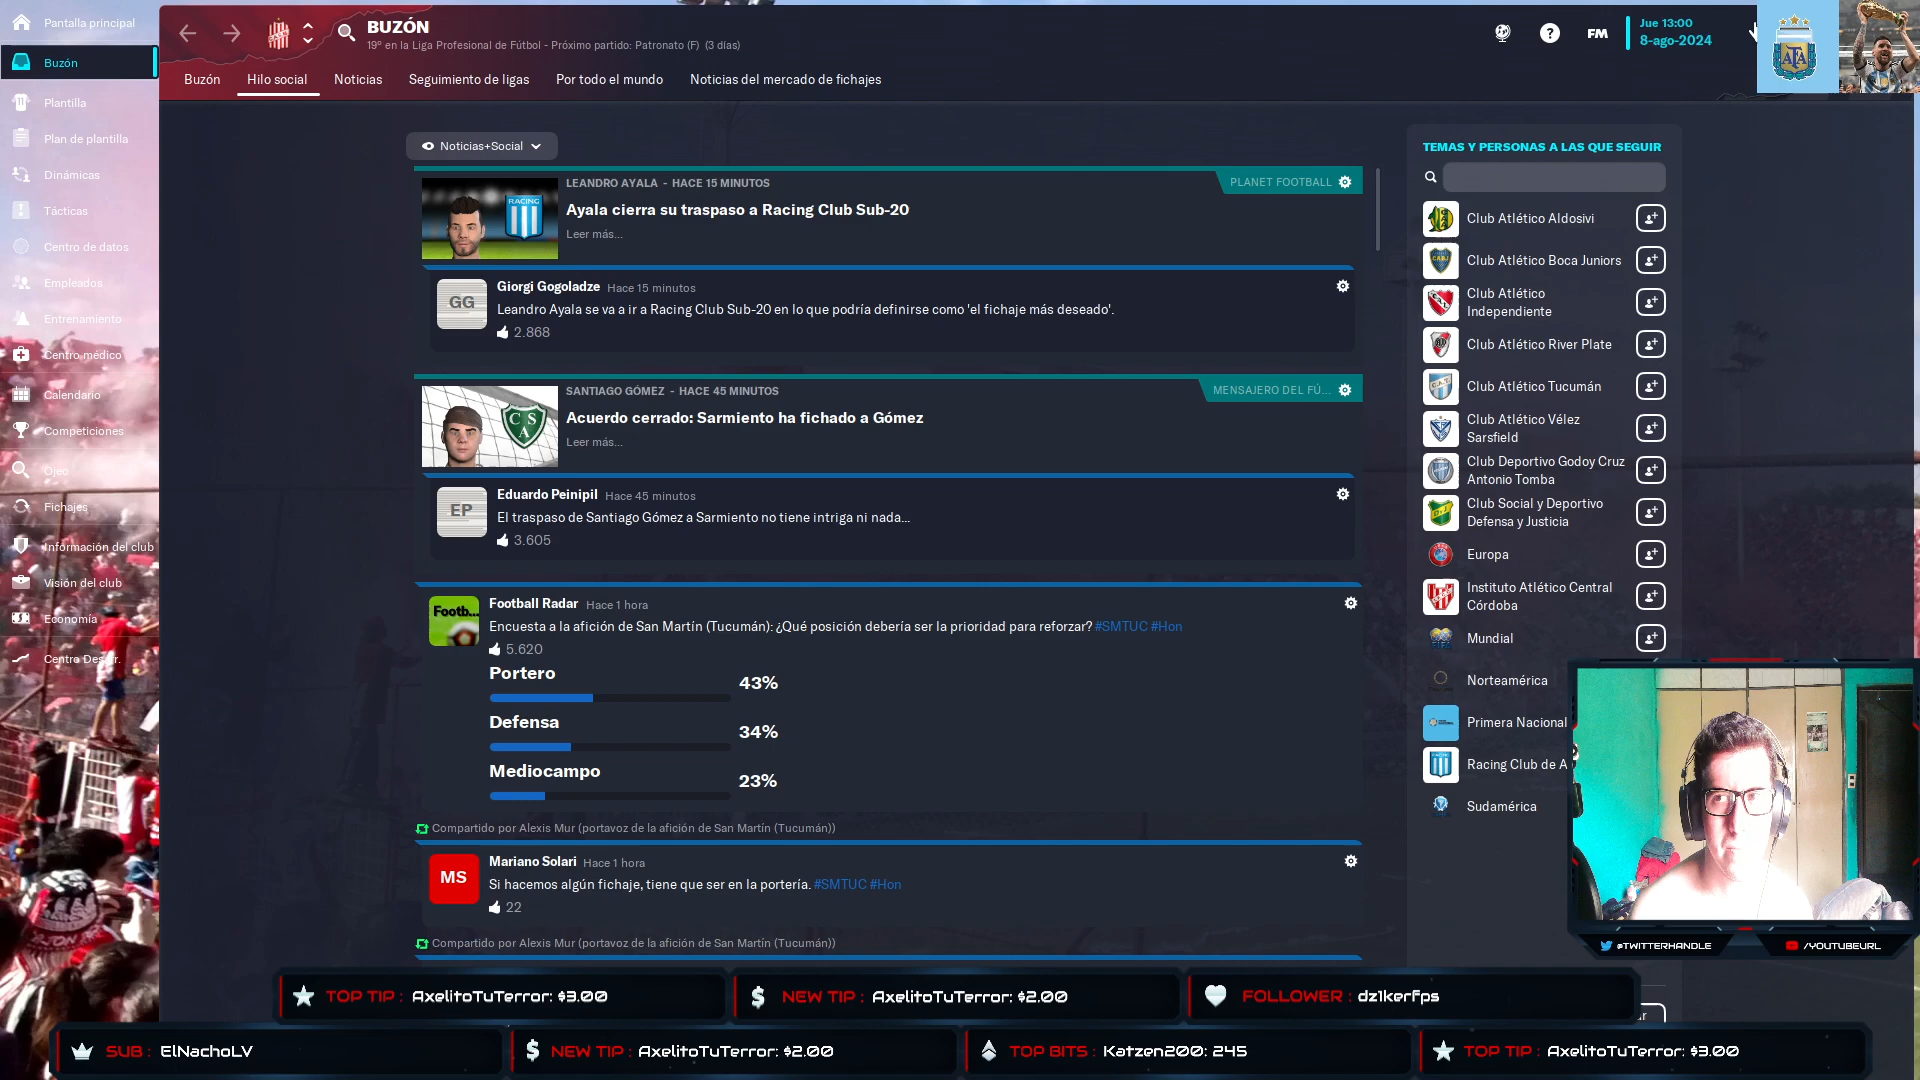 Pantalla principal
Buzón
Plantilla
Plan de plantilla
Dinámicas
Tácticas
Centro de datos
Empleados
Entrenamiento
Centro médico
Calendario
Competiciones
Ojeo
Fichajes
Información del club
Visión del club
Economía
BUZÓN
19º en la Liga Profesional de Fútbol - Próximo partido: Patronato (F) (3 días)
FM
Jue 13:00
8-ago-2024
AFA
Buzón
Hilo social
Noticias
Seguimiento de ligas
Por todo el mundo
Noticias del mercado de fichajes
Noticias+Social
LEANDRO AYALA - HACE 15 MINUTOS
PLANET FOOTBALL
RACING
Ayala cierra su traspaso a Racing Club Sub-20
Leer más...
GG
Giorgi Gogoladze Hace 15 minutos
Leandro Ayala se va a ir a Racing Club Sub-20 en lo que podría definirse como 'el fichaje más deseado'.
2.868
SANTIAGO GÓMEZ - HACE 45 MINUTOS
MENSAJERO DEL FÚ...
CSA
Acuerdo cerrado: Sarmiento ha fichado a Gómez
Leer más...
EP
Eduardo Peinipil Hace 45 minutos
El traspaso de Santiago Gómez a Sarmiento no tiene intriga ni nada...
3.605
Footb...
Football Radar Hace 1 hora
Encuesta a la afición de San Martín (Tucumán): ¿Qué posición debería ser la prioridad para reforzar? #SMTUC #Hon
5.620
Portero
43%
Defensa
34%
Mediocampo
23%
Compartido por Alexis Mur (portavoz de la afición de San Martín (Tucumán))
MS
Mariano Solari Hace 1 hora
Si hacemos algún fichaje, tiene que ser en la portería. #SMTUC #Hon
22
Compartido por Alexis Mur (portavoz de la afición de San Martín (Tucumán))
TEMAS Y PERSONAS A LAS QUE SEGUIR
Club Atlético Aldosivi
Club Atlético Boca Juniors
Club Atlético
Independiente
Club Atlético River Plate
Club Atlético Tucumán
Club Atlético Vélez
Sarsfield
Club Deportivo Godoy Cruz
Antonio Tomba
Club Social y Deportivo
Defensa y Justicia
Europa
Instituto Atlético Central
Córdoba
Mundial
Norteamérica
Primera Nacional
Racing Club de A
Sudamérica
@TWITTERHANDLE
/YOUTUBEURL
TOP TIP : AxelitoTuTerror: $3.00
NEW TIP : AxelitoTuTerror: $2.00
FOLLOWER : dz1kerfps
SUB : ElNachoLV
NEW TIP : AxelitoTuTerror: $2.00
TOP BITS : Katzen200: 245
TOP TIP : AxelitoTuTerror: $3.00